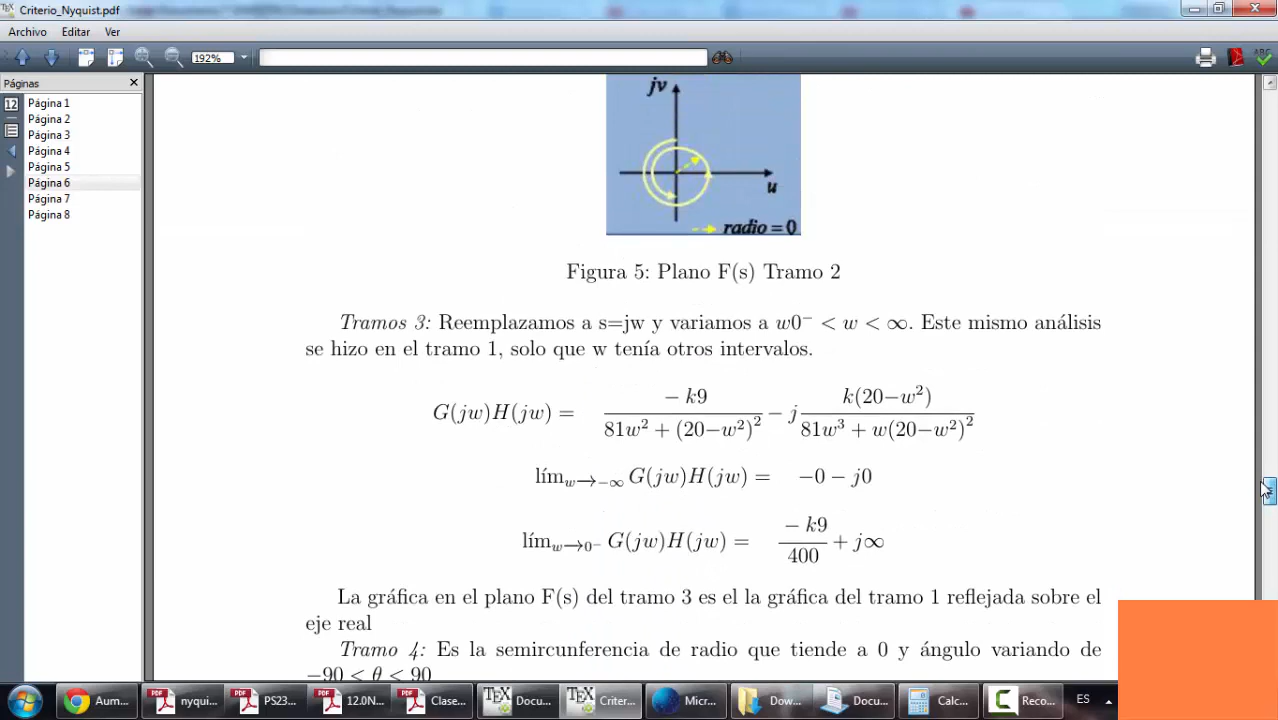 Criterio_Nyquist.pdf
Archivo Editar Ver
192%
ABC
Páginas
12
Página 1
Página 2
Página 3
Página 4
Página 5
Página 6
Página 7
Página 8
jv
u
radio = 0
Figura 5: Plano F(s) Tramo 2
Tramos 3: Reemplazamos a s=jw y variamos a w0⁻ < w < ∞. Este mismo análisis
se hizo en el tramo 1, solo que w tenía otros intervalos.
G(jw)H(jw) = −k9 / (81w² + (20−w²)²) − j k(20−w²) / (81w³ + w(20−w²)²)
lím_{w→−∞} G(jw)H(jw) = −0 − j0
lím_{w→0⁻} G(jw)H(jw) = −k9 / 400 + j∞
La gráfica en el plano F(s) del tramo 3 es el la gráfica del tramo 1 reflejada sobre el
eje real
Tramo 4: Es la semircunferencia de radio que tiende a 0 y ángulo variando de
−90 < θ < 90
Aum... nyqui... PS23... 12.0N... Clase... Docu... Criter... Micr... Dow... Docu... Calc... Reco... ES